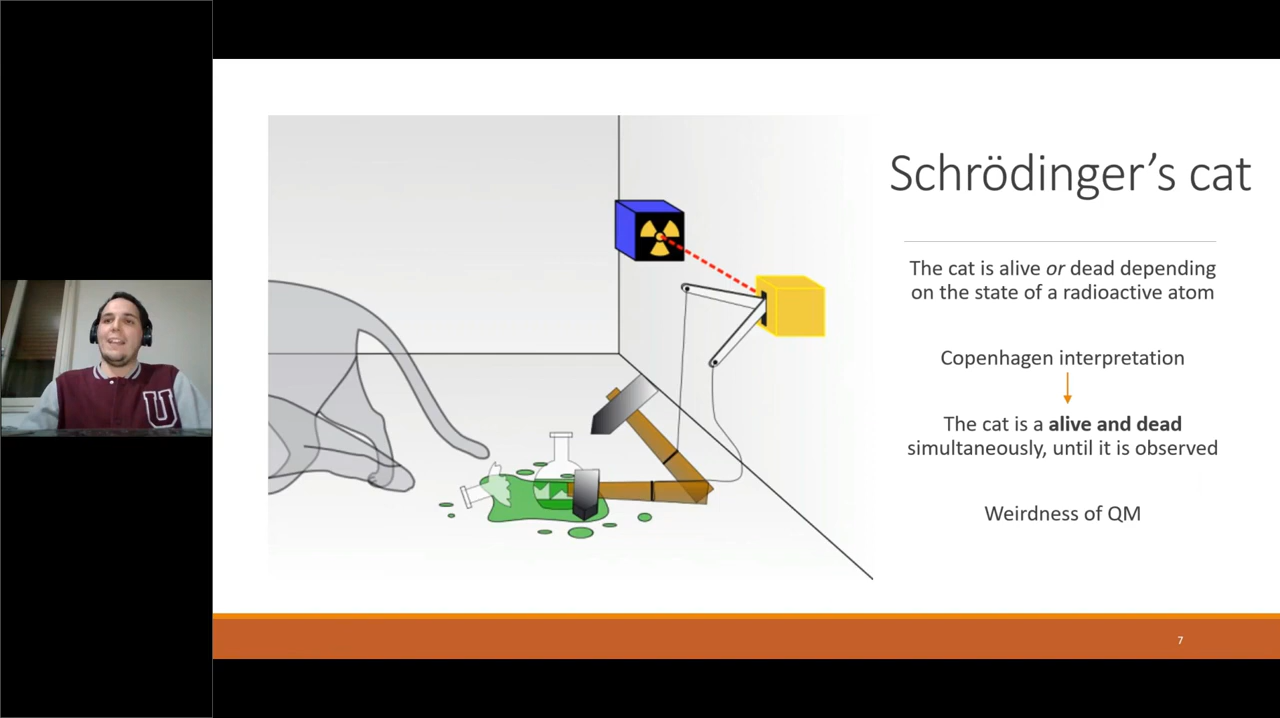 Schrödinger's cat
The cat is alive or dead depending
on the state of a radioactive atom
Copenhagen interpretation
The cat is a alive and dead
simultaneously, until it is observed
Weirdness of QM
U
7